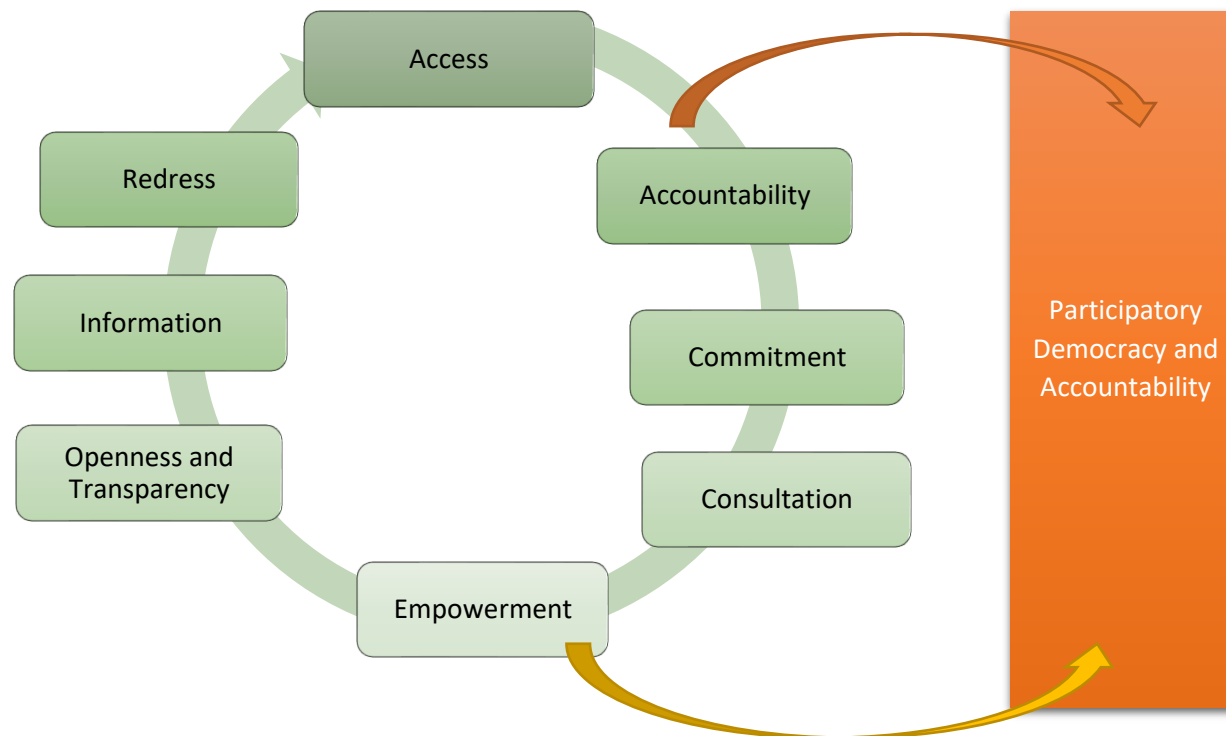 Access
Accountability
Commitment
Consultation
Empowerment
Openness and
Transparency
Information
Redress
Participatory
Democracy and
Accountability